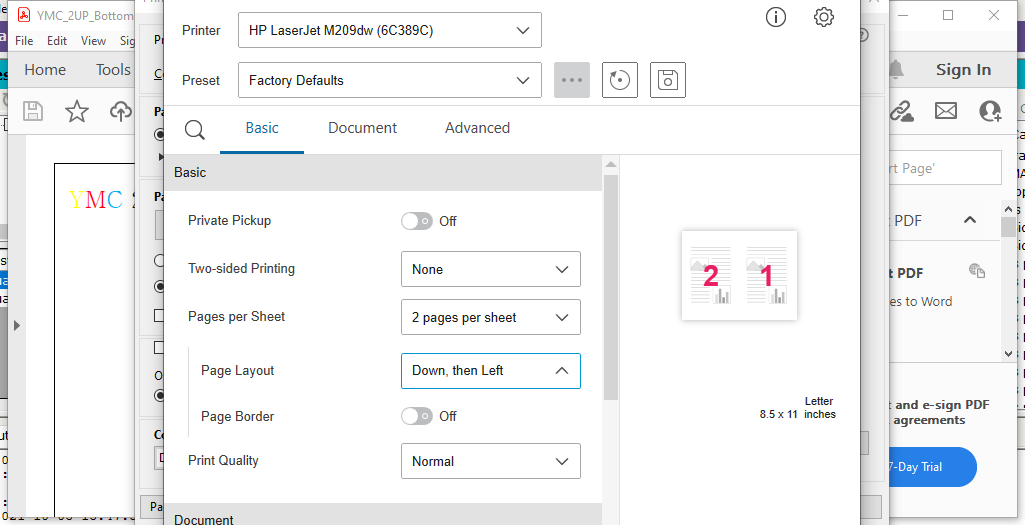 YMC_2UP_Bottom
File Edit View Sig
Home Tools
YMC 2
Printer
HP LaserJet M209dw (6C389C)
Preset
Factory Defaults
Basic Document Advanced
Basic
Private Pickup
Off
Two-sided Printing
None
Pages per Sheet
2 pages per sheet
Page Layout
Down, then Left
Page Border
Off
Print Quality
Normal
Document
2 1
Letter
8.5 x 11 inches
Sign In
rt Page'
PDF
t PDF
es to Word
t and e-sign PDF
agreements
7-Day Trial
Pa